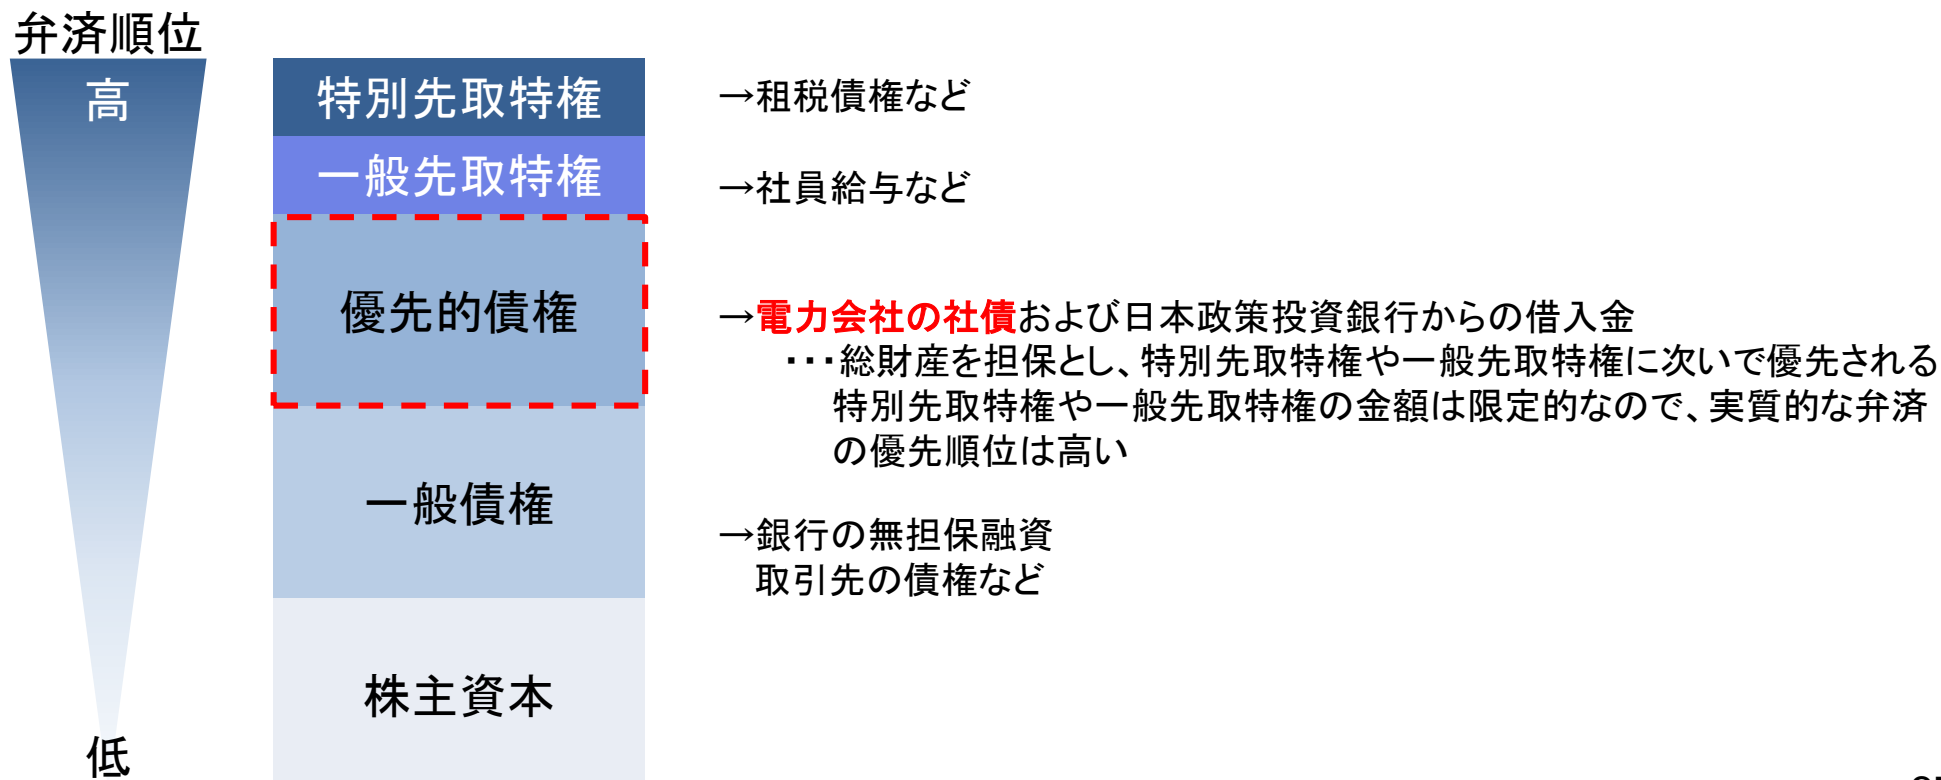 弁済順位
高
特別先取特権
→租税債権など
一般先取特権
→社員給与など
優先的債権
→電力会社の社債および日本政策投資銀行からの借入金
・・・総財産を担保とし、特別先取特権や一般先取特権に次いで優先される
特別先取特権や一般先取特権の金額は限定的なので、実質的な弁済
の優先順位は高い
一般債権
→銀行の無担保融資
取引先の債権など
株主資本
低